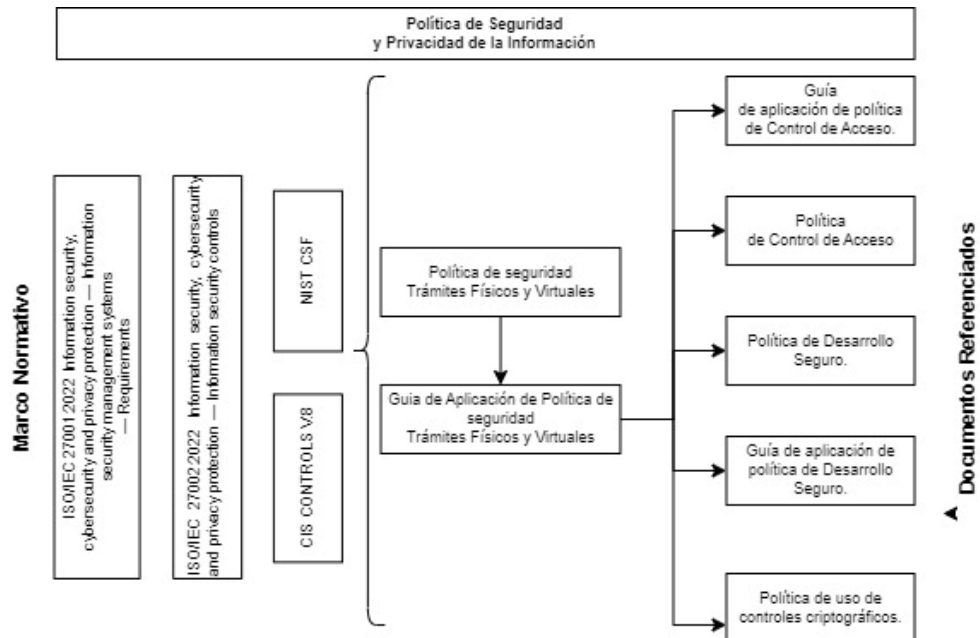 Política de Seguridad
y Privacidad de la Información
Marco Normativo
ISO/IEC 27001:2022 Information security,
cybersecurity and privacy protection — Information
security management systems
— Requirements
ISO/IEC 27002:2022 Information security, cybersecurity
and privacy protection — Information security controls
NIST CSF
CIS CONTROLS V.8
Política de seguridad
Trámites Físicos y Virtuales
Guía de Aplicación de Política de
seguridad
Trámites Físicos y Virtuales
Guía
de aplicación de política
de Control de Acceso.
Política
de Control de Acceso
Política de Desarrollo
Seguro.
Guía de aplicación de
política de Desarrollo
Seguro.
Política de uso de
controles criptográficos.
Documentos Referenciados